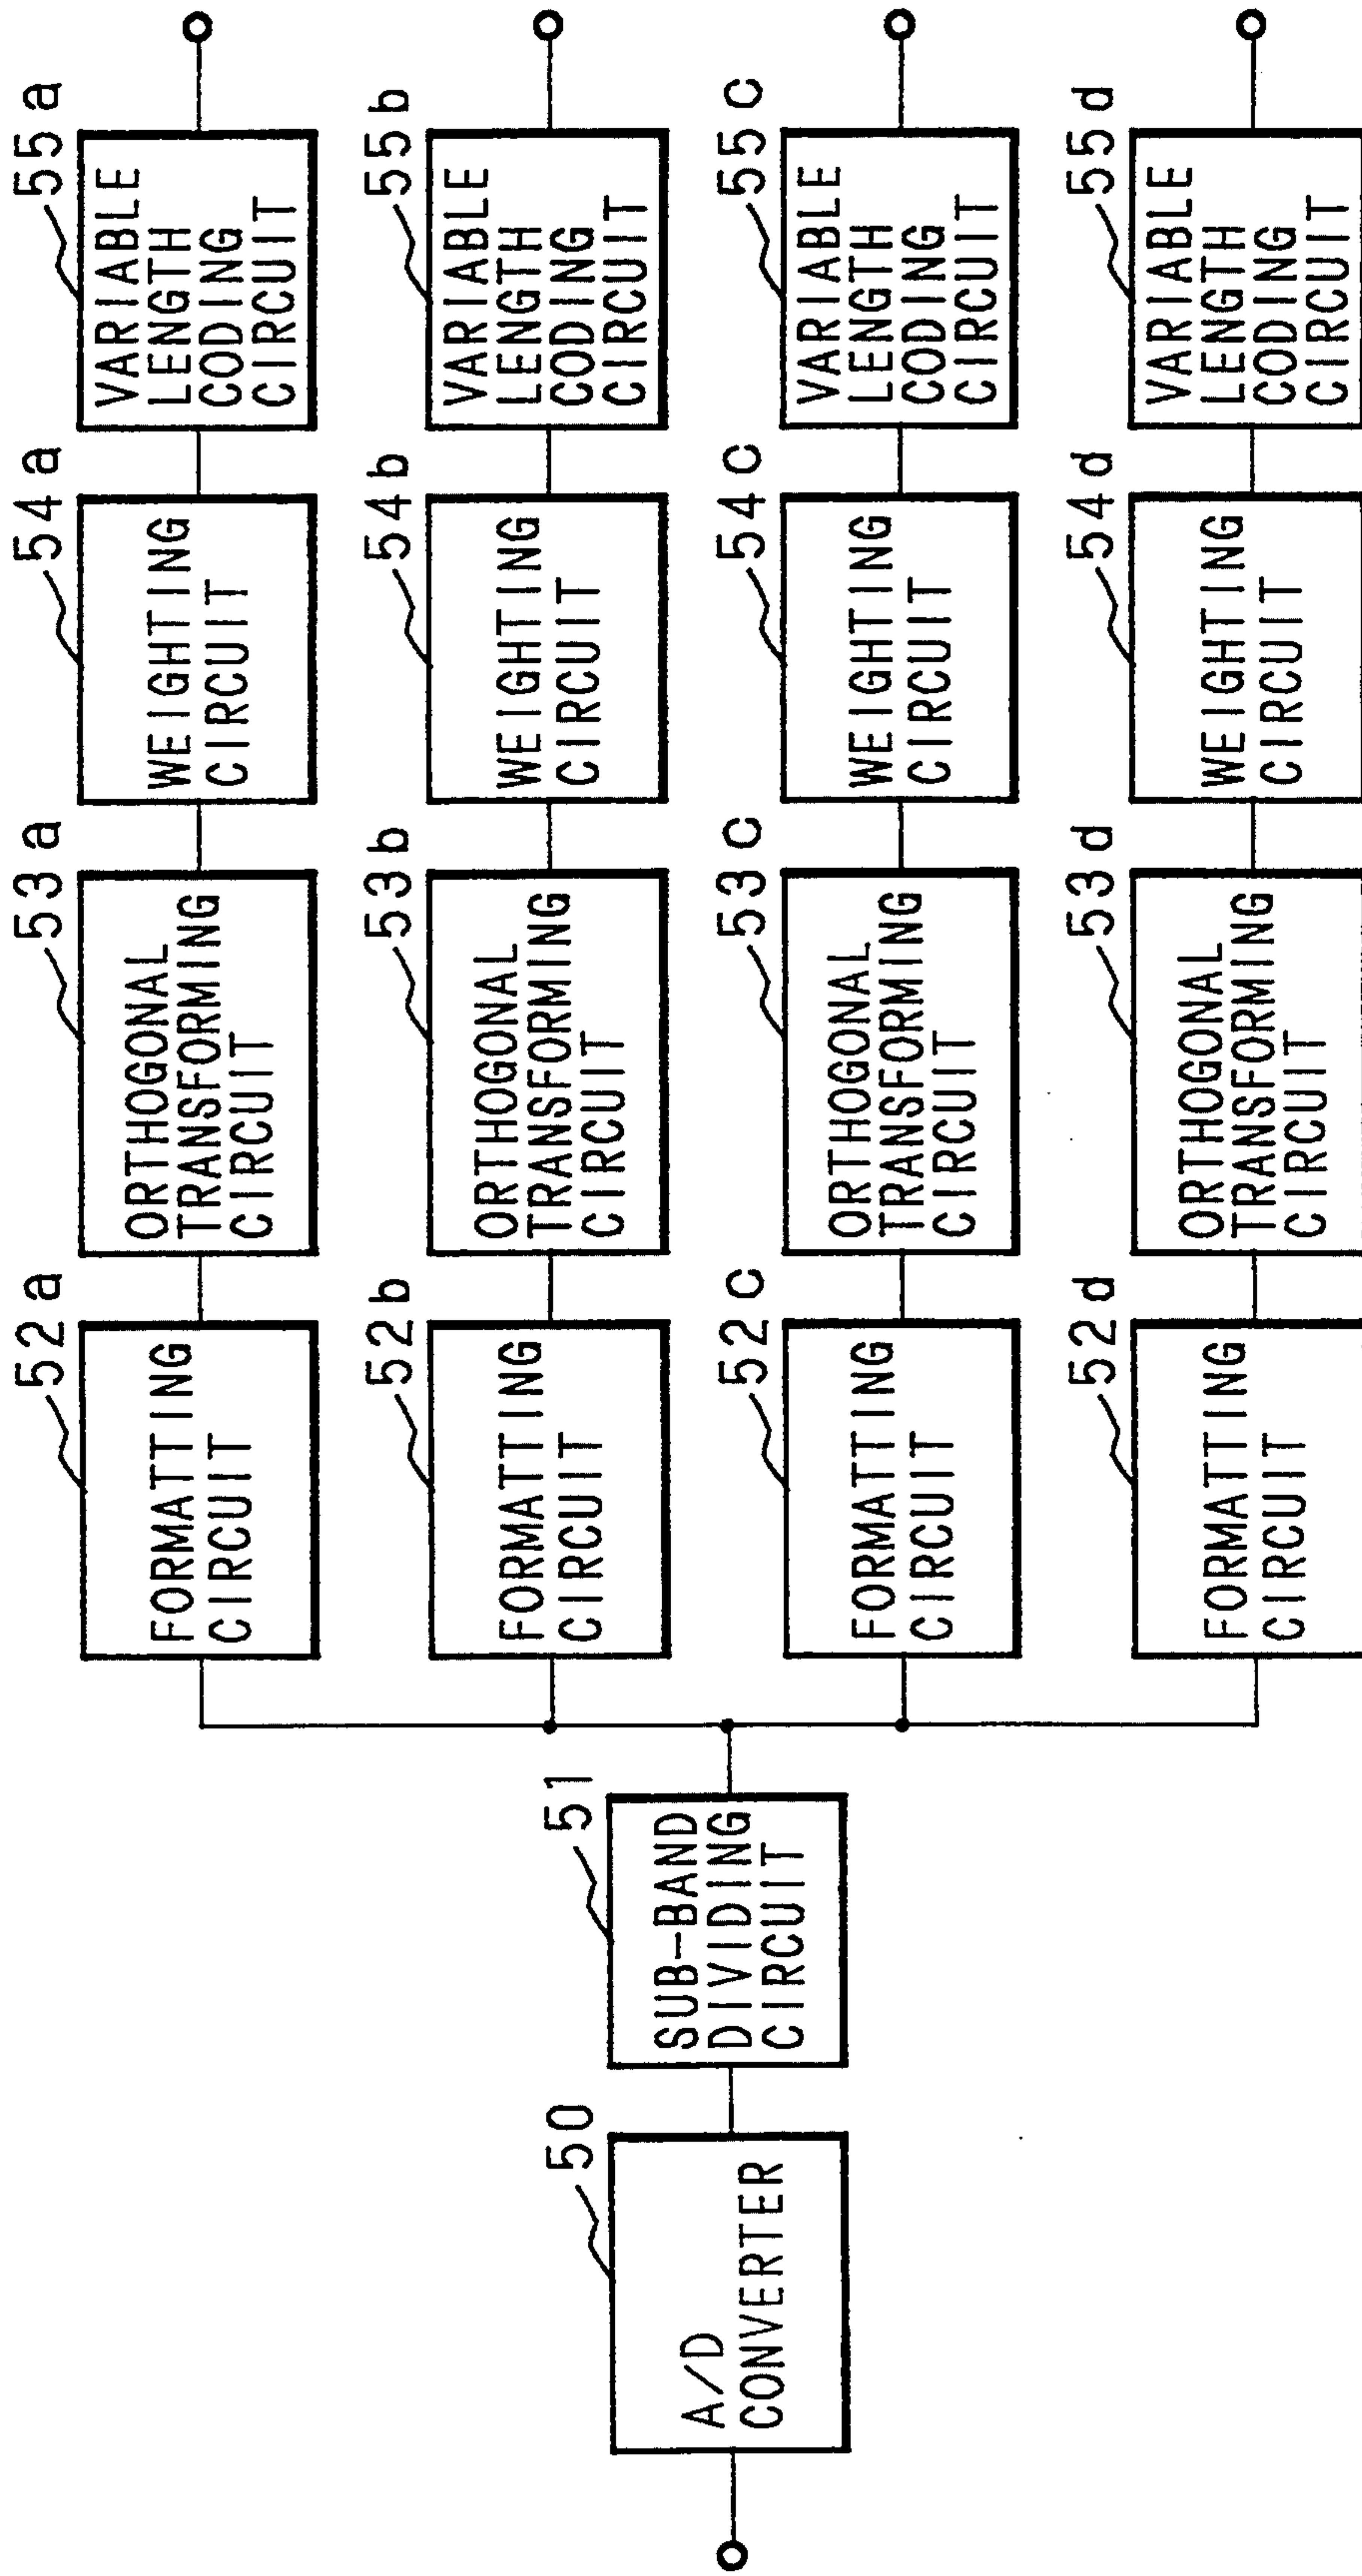 50
A/D
CONVERTER
51
SUB-BAND
DIVIDING
CIRCUIT
52a
FORMATTING
CIRCUIT
53a
ORTHOGONAL
TRANSFORMING
CIRCUIT
54a
WEIGHTING
CIRCUIT
55a
VARIABLE
LENGTH
CODING
CIRCUIT
52b
FORMATTING
CIRCUIT
53b
ORTHOGONAL
TRANSFORMING
CIRCUIT
54b
WEIGHTING
CIRCUIT
55b
VARIABLE
LENGTH
CODING
CIRCUIT
52c
FORMATTING
CIRCUIT
53c
ORTHOGONAL
TRANSFORMING
CIRCUIT
54c
WEIGHTING
CIRCUIT
55c
VARIABLE
LENGTH
CODING
CIRCUIT
52d
FORMATTING
CIRCUIT
53d
ORTHOGONAL
TRANSFORMING
CIRCUIT
54d
WEIGHTING
CIRCUIT
55d
VARIABLE
LENGTH
CODING
CIRCUIT